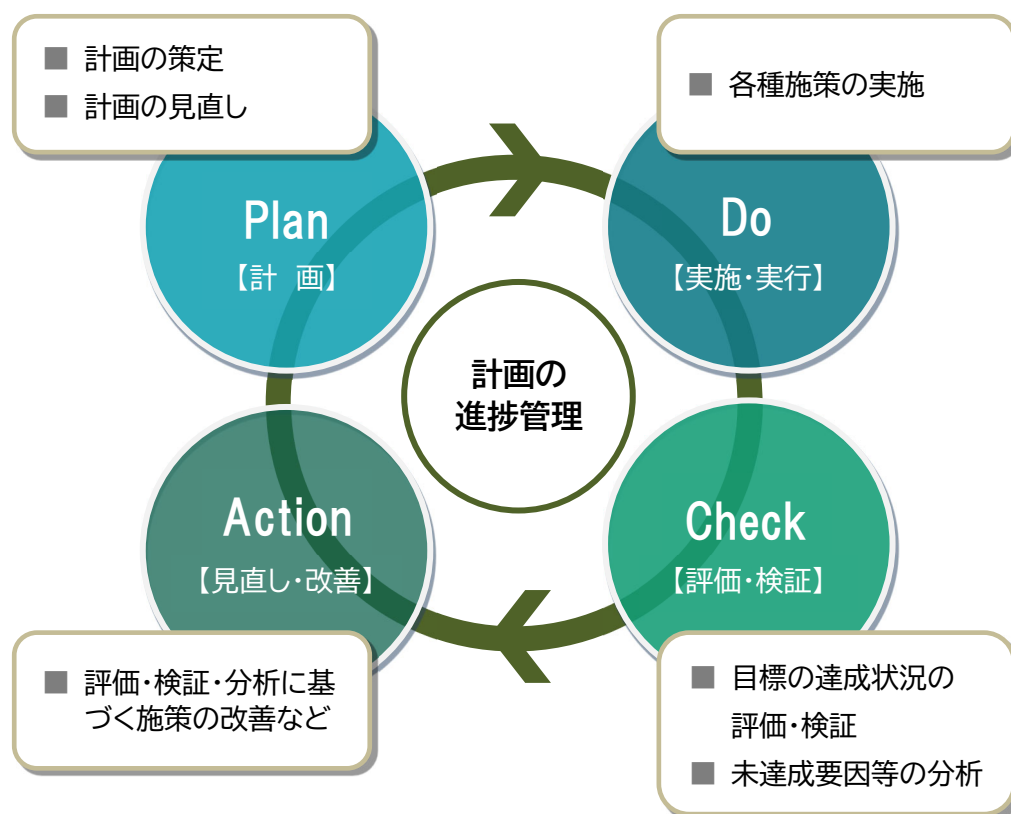 ■ 計画の策定
■ 計画の見直し
Plan
【計　画】
■ 各種施策の実施
Do
【実施・実行】
計画の
進捗管理
Action
【見直し・改善】
■ 評価・検証・分析に基
づく施策の改善など
Check
【評価・検証】
■ 目標の達成状況の
評価・検証
■ 未達成要因等の分析